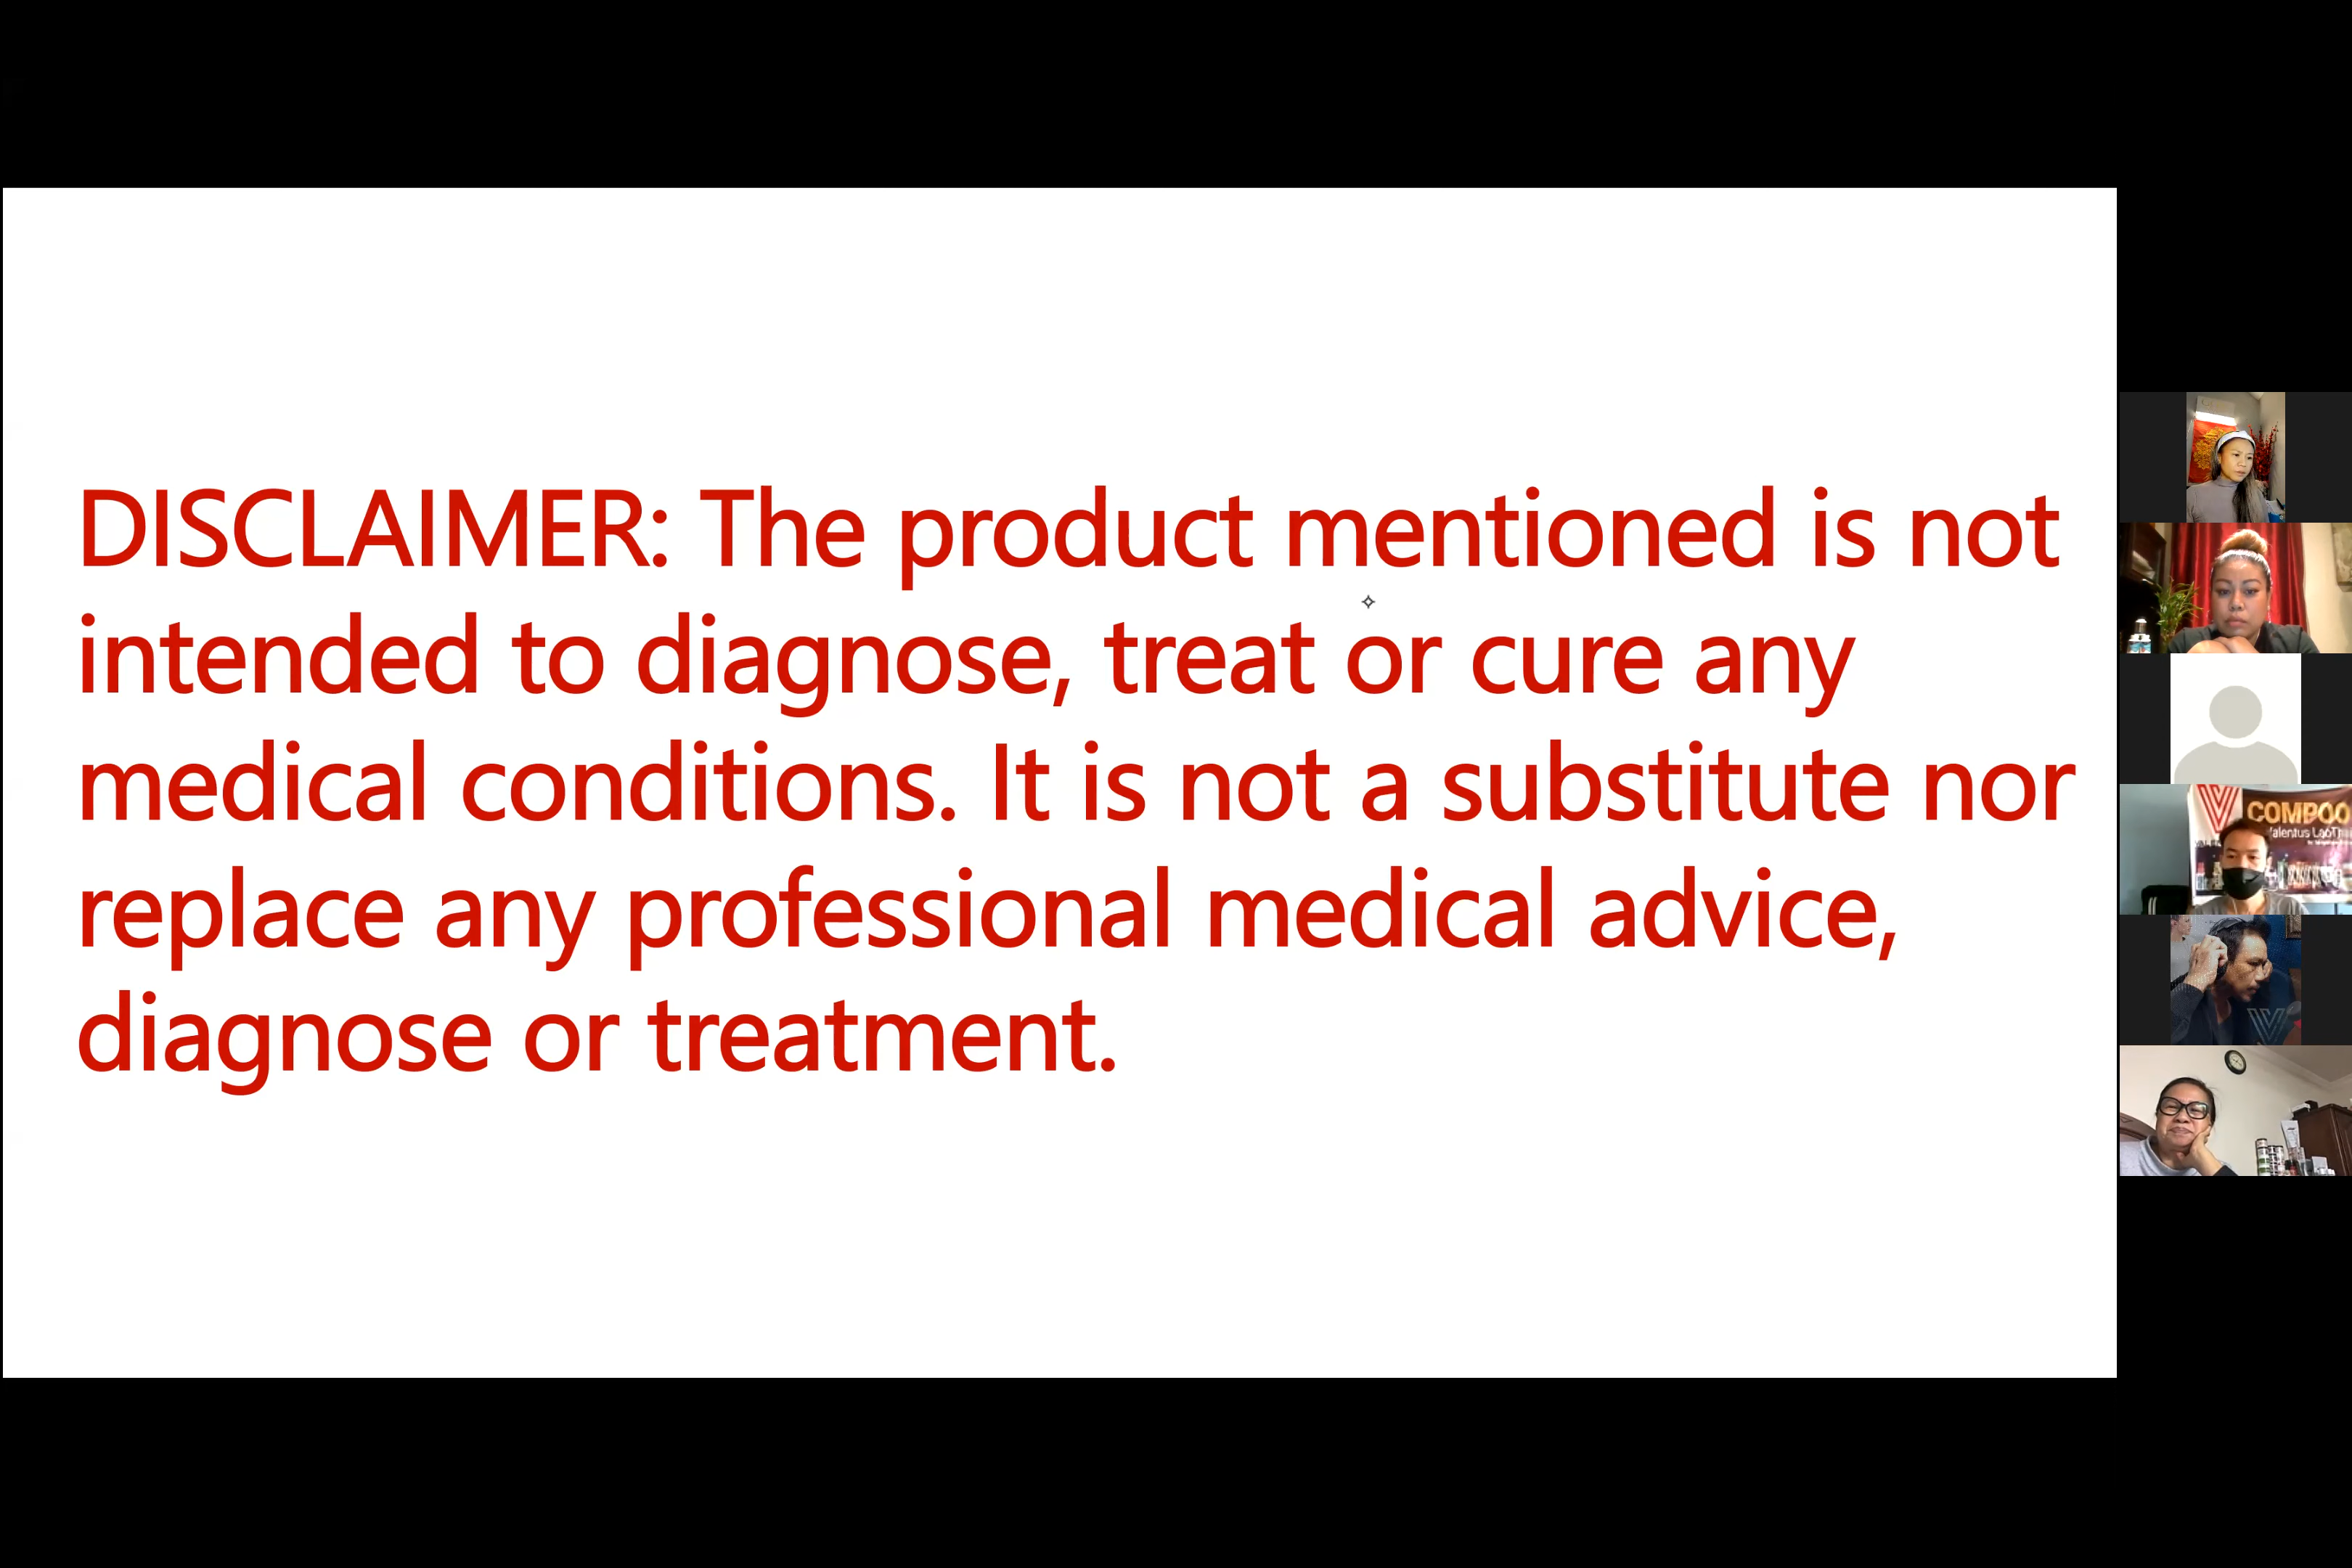 DISCLAIMER: The product mentioned is not
intended to diagnose, treat or cure any
medical conditions. It is not a substitute nor
replace any professional medical advice,
diagnose or treatment.
COMPOO